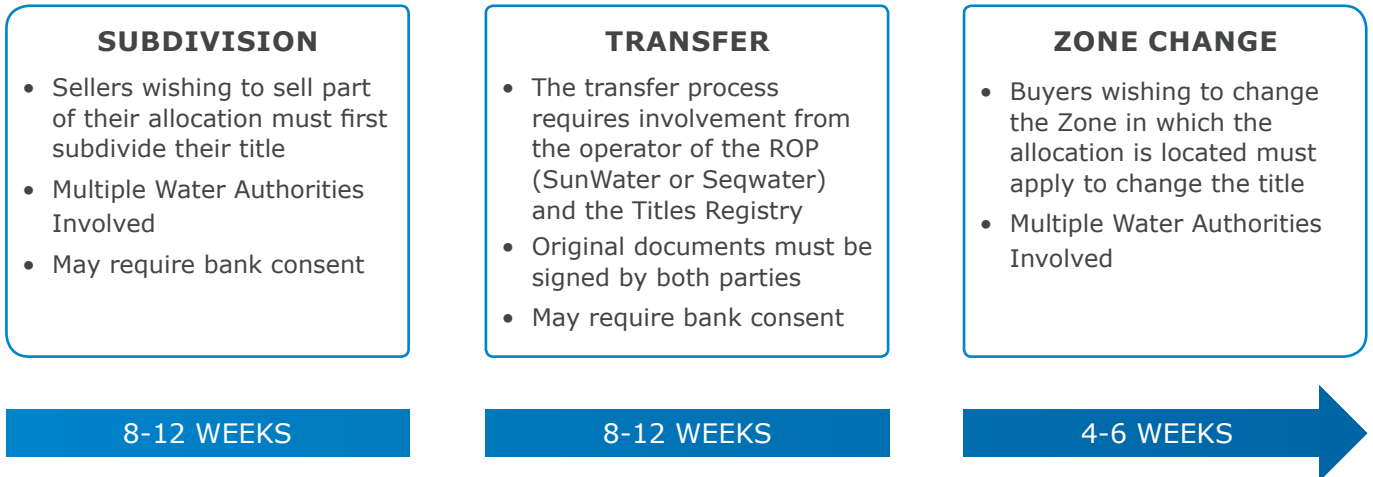 SUBDIVISION
• Sellers wishing to sell part
of their allocation must first
subdivide their title
• Multiple Water Authorities
Involved
• May require bank consent
8-12 WEEKS
TRANSFER
• The transfer process
requires involvement from
the operator of the ROP
(SunWater or Seqwater)
and the Titles Registry
• Original documents must be
signed by both parties
• May require bank consent
8-12 WEEKS
ZONE CHANGE
• Buyers wishing to change
the Zone in which the
allocation is located must
apply to change the title
• Multiple Water Authorities
Involved
4-6 WEEKS